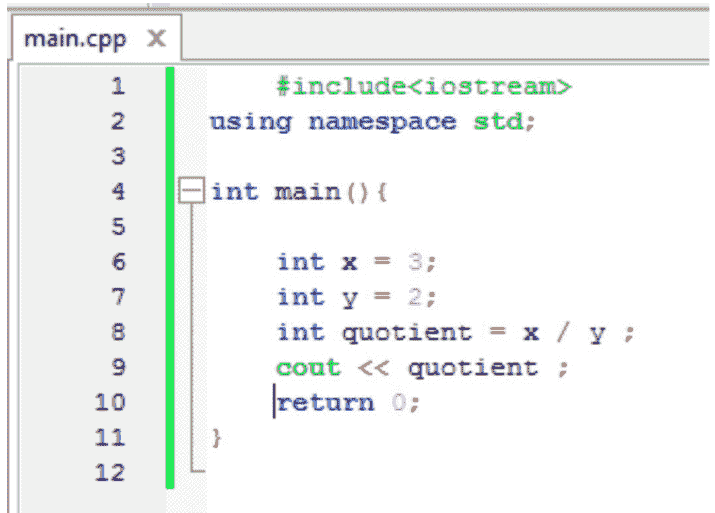 main.cpp X
1 #include<iostream>
2 using namespace std;
3
4 int main(){
5
6 int x = 3;
7 int y = 2;
8 int quotient = x / y ;
9 cout << quotient ;
10 return 0;
11 }
12